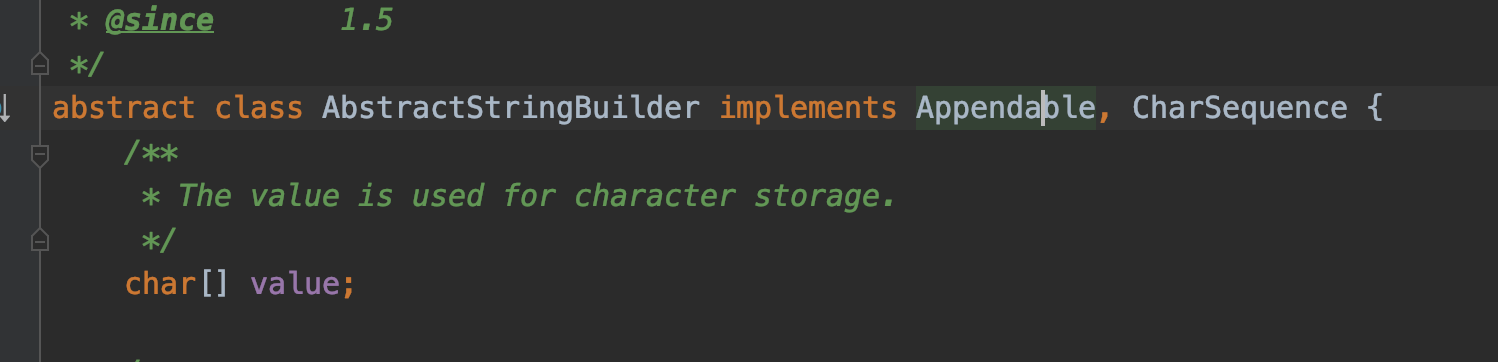 * @since 1.5
*/
abstract class AbstractStringBuilder implements Appendable, CharSequence {
/**
* The value is used for character storage.
*/
char[] value;